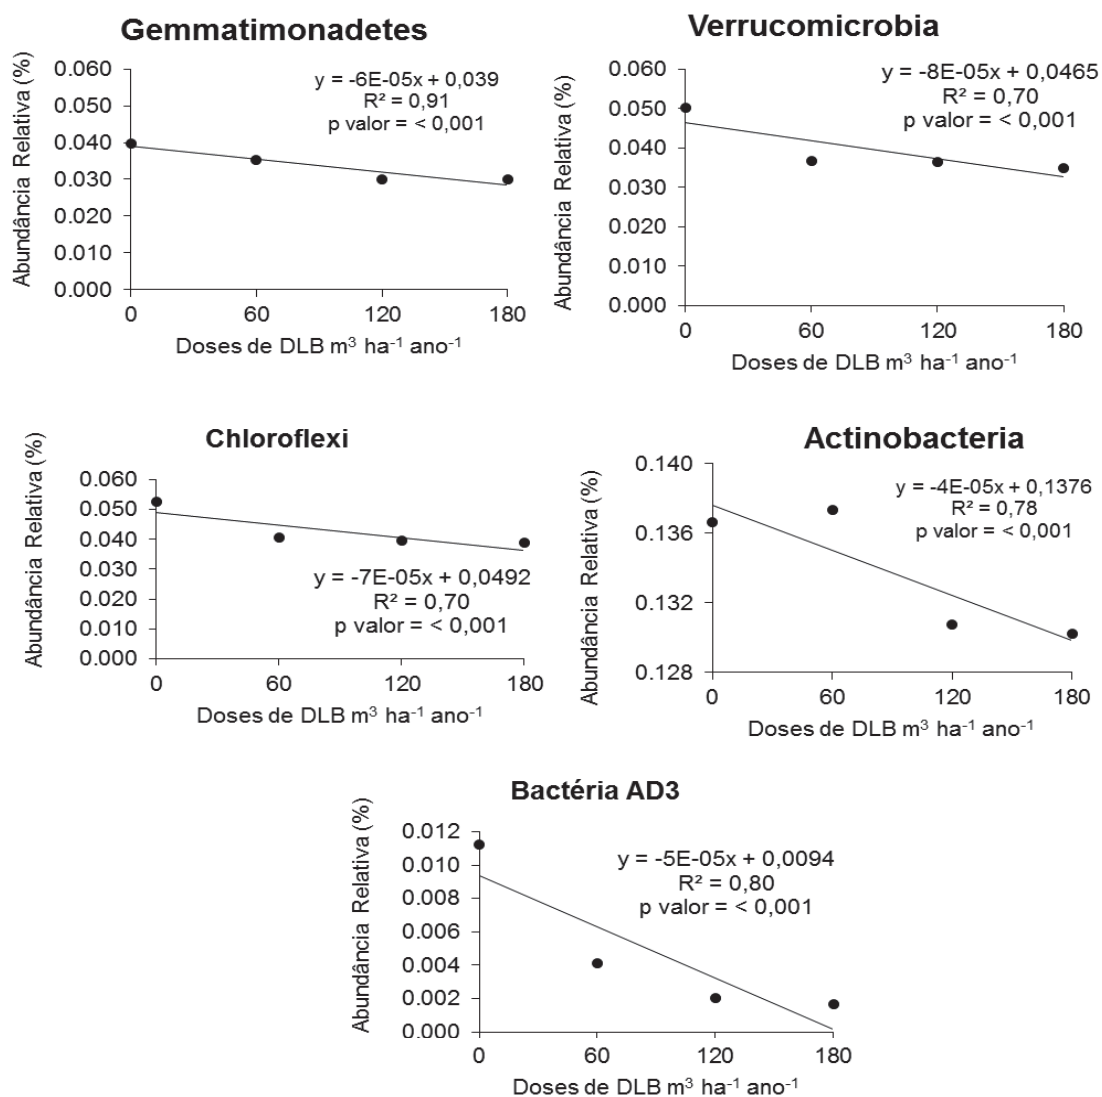 Gemmatimonadetes
Abundância Relativa (%)
0.060
0.050
0.040
0.030
0.020
0.010
0.000
y = -6E-05x + 0,039
R² = 0,91
p valor = < 0,001
0 60 120 180
Doses de DLB m³ ha⁻¹ ano⁻¹
Verrucomicrobia
Abundância Relativa (%)
0.060
0.050
0.040
0.030
0.020
0.010
0.000
y = -8E-05x + 0,0465
R² = 0,70
p valor = < 0,001
0 60 120 180
Doses de DLB m³ ha⁻¹ ano⁻¹
Chloroflexi
Abundância Relativa (%)
0.060
0.050
0.040
0.030
0.020
0.010
0.000
y = -7E-05x + 0,0492
R² = 0,70
p valor = < 0,001
0 60 120 180
Doses de DLB m³ ha⁻¹ ano⁻¹
Actinobacteria
Abundância Relativa (%)
0.140
0.136
0.132
0.128
y = -4E-05x + 0,1376
R² = 0,78
p valor = < 0,001
0 60 120 180
Doses de DLB m³ ha⁻¹ ano⁻¹
Bactéria AD3
Abundância Relativa (%)
0.012
0.010
0.008
0.006
0.004
0.002
0.000
y = -5E-05x + 0,0094
R² = 0,80
p valor = < 0,001
0 60 120 180
Doses de DLB m³ ha⁻¹ ano⁻¹